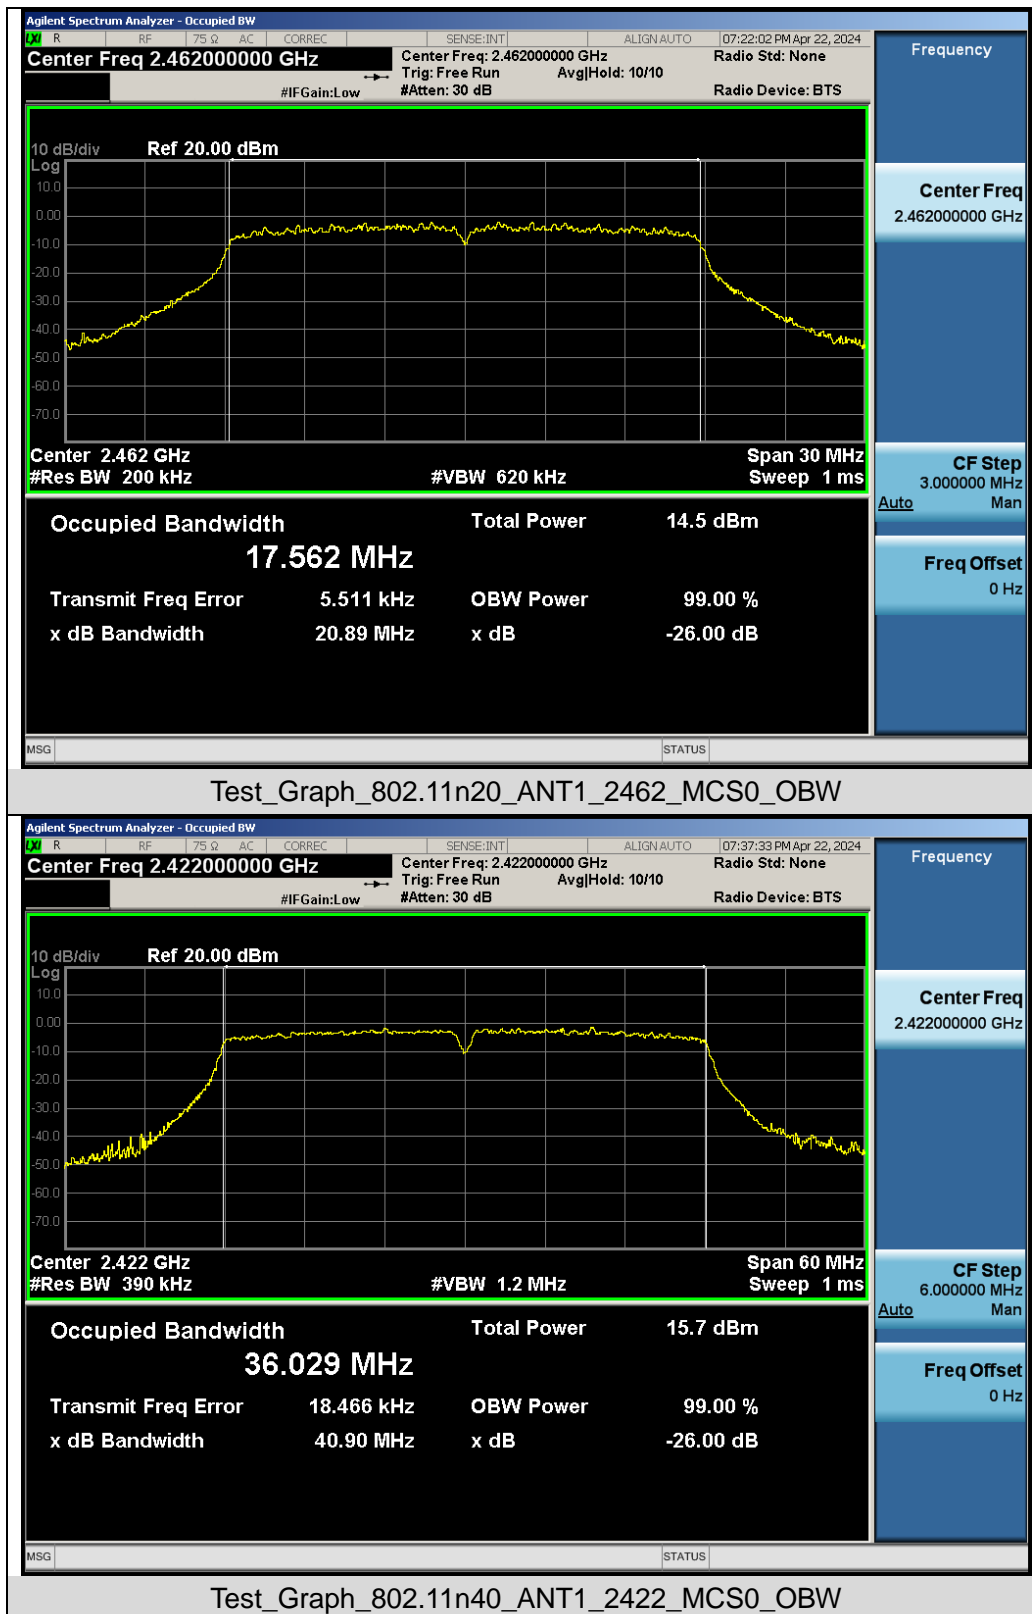 Agilent Spectrum Analyzer - Occupied BW
LXI R RF 75 Ω AC CORREC SENSE:INT ALIGN AUTO 07:22:02 PM Apr 22, 2024
Center Freq 2.462000000 GHz Center Freq: 2.462000000 GHz Radio Std: None Frequency
Trig: Free Run Avg|Hold: 10/10
#IFGain:Low #Atten: 30 dB Radio Device: BTS
10 dB/div Ref 20.00 dBm
Log
10.0
0.00
-10.0
-20.0
-30.0
-40.0
-50.0
-60.0
-70.0
Center Freq
2.462000000 GHz
Center 2.462 GHz Span 30 MHz
#Res BW 200 kHz #VBW 620 kHz Sweep 1 ms
CF Step
3.000000 MHz
Auto Man
Occupied Bandwidth Total Power 14.5 dBm
17.562 MHz
Freq Offset
0 Hz
Transmit Freq Error 5.511 kHz OBW Power 99.00 %
x dB Bandwidth 20.89 MHz x dB -26.00 dB
MSG STATUS
Test_Graph_802.11n20_ANT1_2462_MCS0_OBW
Agilent Spectrum Analyzer - Occupied BW
LXI R RF 75 Ω AC CORREC SENSE:INT ALIGN AUTO 07:37:33 PM Apr 22, 2024
Center Freq 2.422000000 GHz Center Freq: 2.422000000 GHz Radio Std: None Frequency
Trig: Free Run Avg|Hold: 10/10
#IFGain:Low #Atten: 30 dB Radio Device: BTS
10 dB/div Ref 20.00 dBm
Log
10.0
0.00
-10.0
-20.0
-30.0
-40.0
-50.0
-60.0
-70.0
Center Freq
2.422000000 GHz
Center 2.422 GHz Span 60 MHz
#Res BW 390 kHz #VBW 1.2 MHz Sweep 1 ms
CF Step
6.000000 MHz
Auto Man
Occupied Bandwidth Total Power 15.7 dBm
36.029 MHz
Freq Offset
0 Hz
Transmit Freq Error 18.466 kHz OBW Power 99.00 %
x dB Bandwidth 40.90 MHz x dB -26.00 dB
MSG STATUS
Test_Graph_802.11n40_ANT1_2422_MCS0_OBW